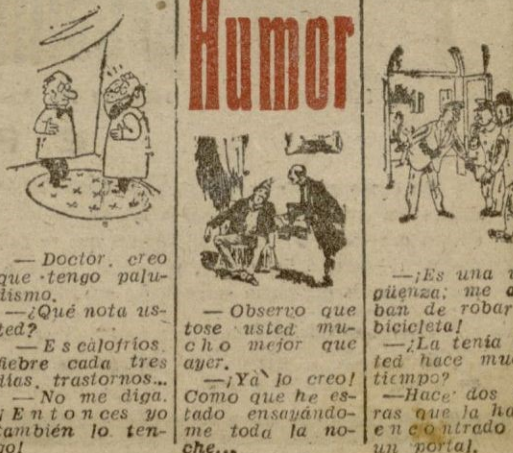 Humor
— Doctor, creo
que tengo palu-
dismo.
—¿Qué nota us-
ted?
— Escalofríos,
fiebre cada tres
días, trastornos...
— No me diga.
¡Entonces yo
también lo ten-
go!
— Observo que
tose usted mu-
cho mejor que
ayer.
—¡Ya lo creo!
Como que he es-
tado ensayándo-
me toda la no-
che...
—¡Es una
güenza; me a
ban de robar
bicicleta!
—¿La tenía
ted hace mu
tiempo?
—Hace dos
ras que la ha
encontrado
un portal.